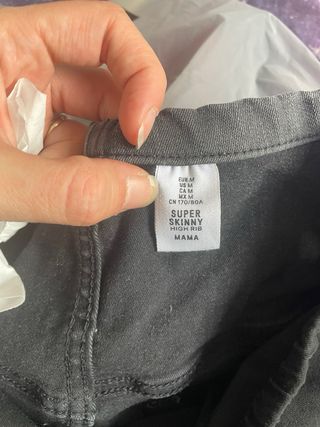 EUR M
US M
CA M
MX M
CN 170/80A
SUPER
SKINNY
HIGH RIB
MAMA